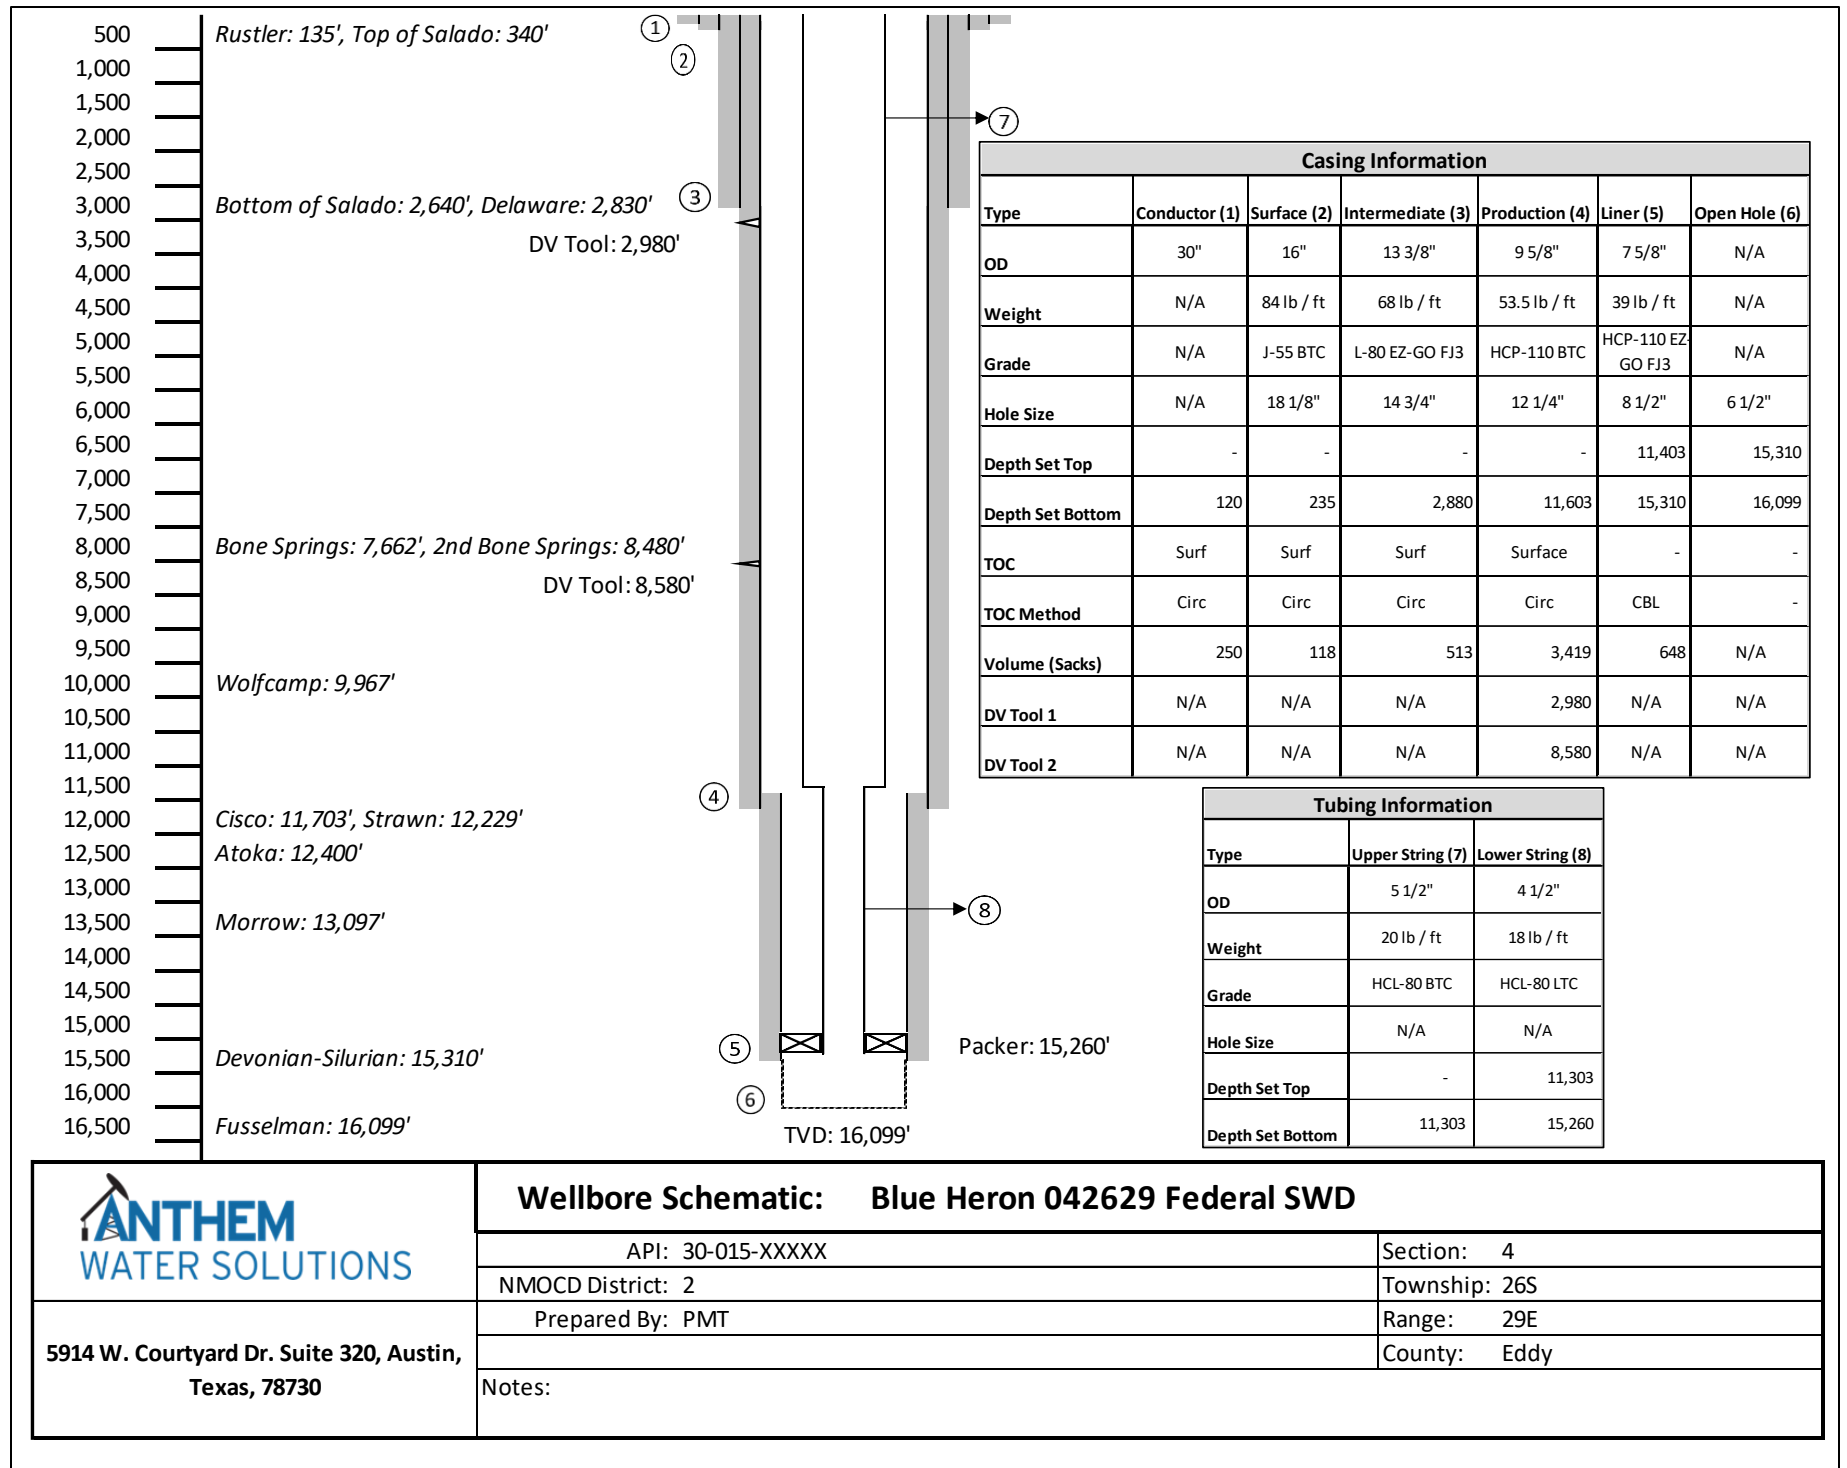 500 Rustler: 135', Top of Salado: 340' ①
1,000 ②
1,500
2,000 ⑦
2,500
3,000 Bottom of Salado: 2,640', Delaware: 2,830' ③
3,500 DV Tool: 2,980'
4,000
4,500
5,000
5,500
6,000
6,500
7,000
7,500
8,000 Bone Springs: 7,662', 2nd Bone Springs: 8,480'
8,500 DV Tool: 8,580'
9,000
9,500
10,000 Wolfcamp: 9,967'
10,500
11,000
11,500 ④
12,000 Cisco: 11,703', Strawn: 12,229'
12,500 Atoka: 12,400'
13,000
13,500 Morrow: 13,097' ⑧
14,000
14,500
15,000
15,500 Devonian-Silurian: 15,310' ⑤ Packer: 15,260'
16,000 ⑥
16,500 Fusselman: 16,099'
TVD: 16,099'
Casing Information
Type Conductor (1) Surface (2) Intermediate (3) Production (4) Liner (5) Open Hole (6)
OD 30" 16" 13 3/8" 9 5/8" 7 5/8" N/A
Weight N/A 84 lb / ft 68 lb / ft 53.5 lb / ft 39 lb / ft N/A
Grade N/A J-55 BTC L-80 EZ-GO FJ3 HCP-110 BTC HCP-110 EZ-GO FJ3 N/A
Hole Size N/A 18 1/8" 14 3/4" 12 1/4" 8 1/2" 6 1/2"
Depth Set Top - - - - 11,403 15,310
Depth Set Bottom 120 235 2,880 11,603 15,310 16,099
TOC Surf Surf Surf Surface - -
TOC Method Circ Circ Circ Circ CBL -
Volume (Sacks) 250 118 513 3,419 648 N/A
DV Tool 1 N/A N/A N/A 2,980 N/A N/A
DV Tool 2 N/A N/A N/A 8,580 N/A N/A
Tubing Information
Type Upper String (7) Lower String (8)
OD 5 1/2" 4 1/2"
Weight 20 lb / ft 18 lb / ft
Grade HCL-80 BTC HCL-80 LTC
Hole Size N/A N/A
Depth Set Top - 11,303
Depth Set Bottom 11,303 15,260
ANTHEM
WATER SOLUTIONS
5914 W. Courtyard Dr. Suite 320, Austin,
Texas, 78730
Wellbore Schematic: Blue Heron 042629 Federal SWD
API: 30-015-XXXXX Section: 4
NMOCD District: 2 Township: 26S
Prepared By: PMT Range: 29E
County: Eddy
Notes: